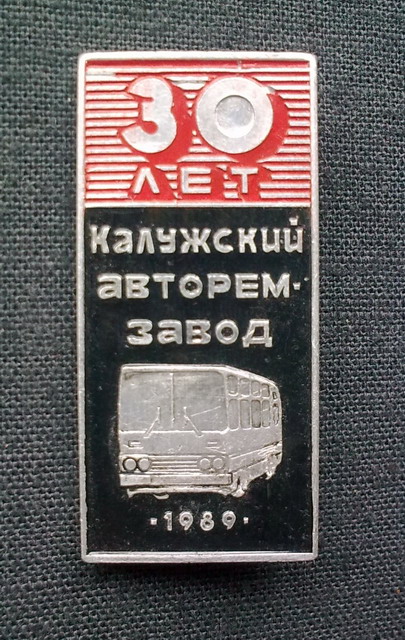 30
ЛЕТ
Калужский
авторем-
завод
·1989·